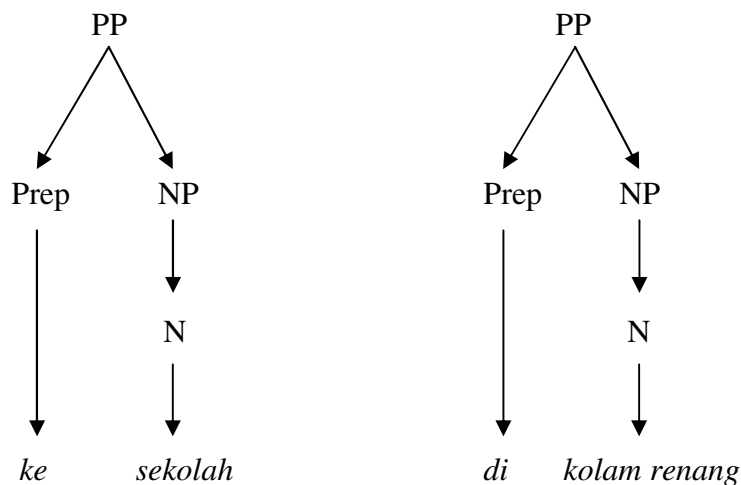 PP PP
Prep NP Prep NP
N N
ke sekolah di kolam renang